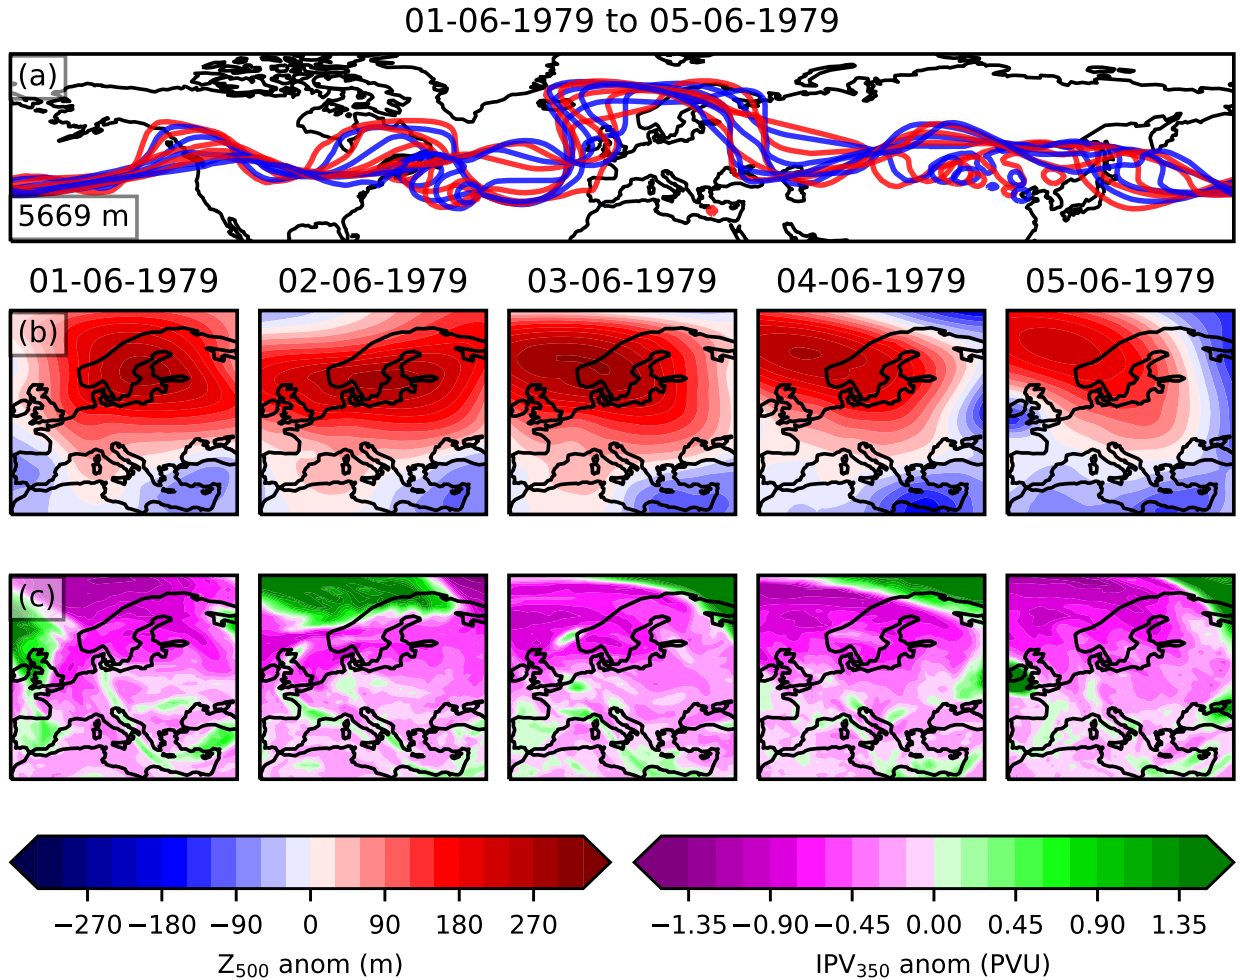 01-06-1979 to 05-06-1979
(a)
5669 m
01-06-1979 02-06-1979 03-06-1979 04-06-1979 05-06-1979
(b)
(c)
−270 −180 −90 0 90 180 270
−1.35 −0.90 −0.45 0.00 0.45 0.90 1.35
Z500 anom (m)
IPV350 anom (PVU)